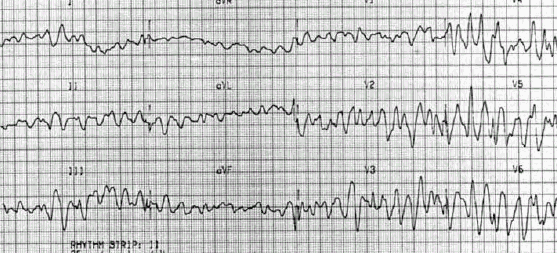 I aVR V1 V4
II aVL V2 V5
III aVF V3 V6
RHYTHM STRIP: II